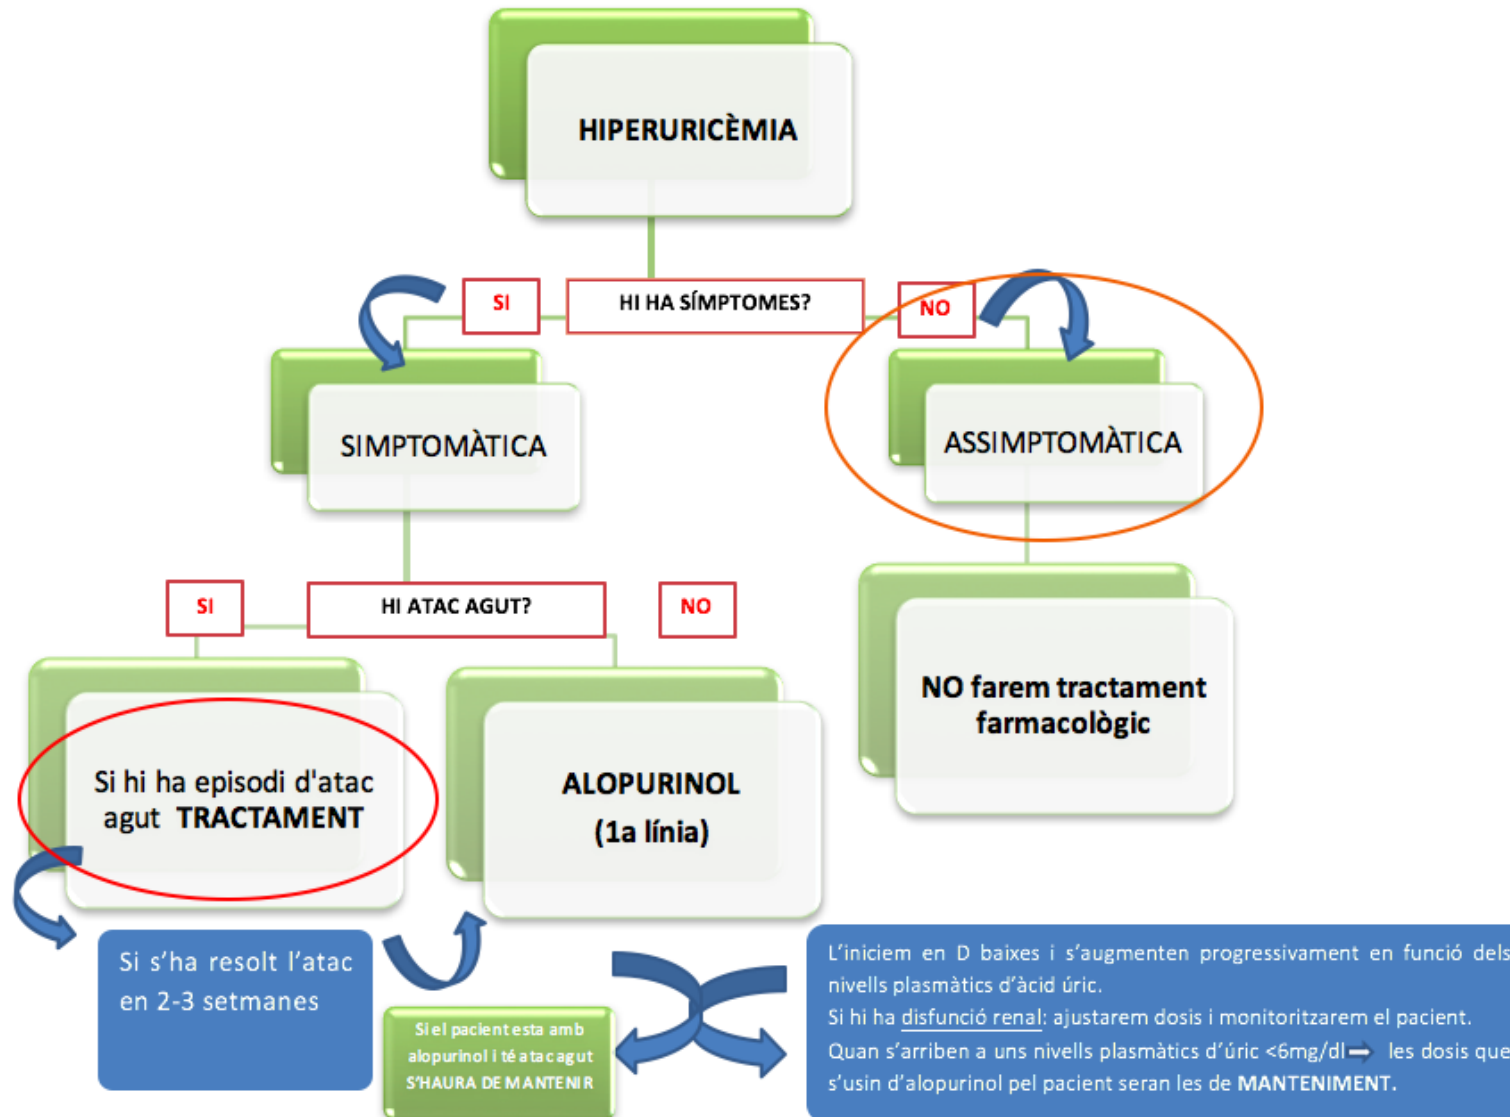 HIPERURICÈMIA
SI
HI HA SÍMPTOMES?
NO
SIMPTOMÀTICA
ASSIMPTOMÀTICA
SI
HI ATAC AGUT?
NO
Si hi ha episodi d'atac
agut TRACTAMENT
ALOPURINOL
(1a línia)
NO farem tractament
farmacològic
Si s'ha resolt l'atac
en 2-3 setmanes
Si el pacient esta amb
alopurinol i té atac agut
S'HAURA DE MANTENIR
L'iniciem en D baixes i s'augmenten progressivament en funció dels
nivells plasmàtics d'àcid úric.
Si hi ha disfunció renal: ajustarem dosis i monitoritzarem el pacient.
Quan s'arriben a uns nivells plasmàtics d'úric <6mg/dl les dosis que
s'usin d'alopurinol pel pacient seran les de MANTENIMENT.